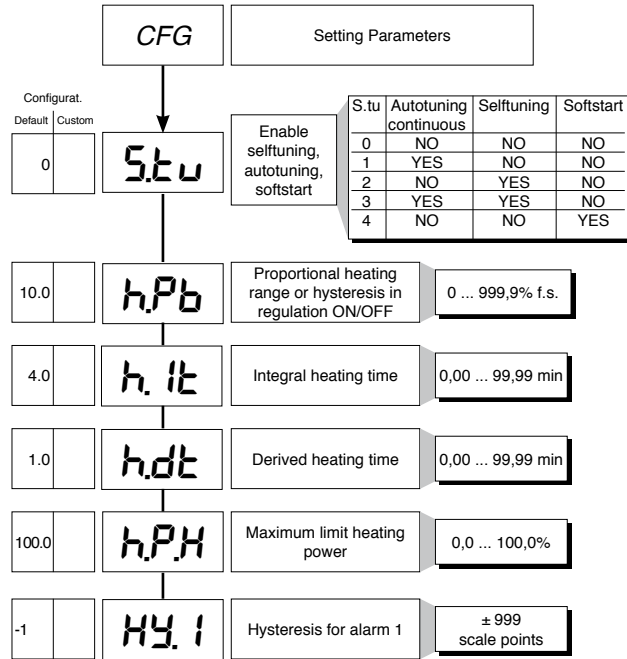 CFG
Setting Parameters
Configurat.
Default Custom
0
S.tu
Enable
selftuning,
autotuning,
softstart
S.tu Autotuning continuous Selftuning Softstart
0 NO NO NO
1 YES NO NO
2 NO YES NO
3 YES YES NO
4 NO NO YES
10.0
h.Pb
Proportional heating
range or hysteresis in
regulation ON/OFF
0 ... 999,9% f.s.
4.0
h.It
Integral heating time
0,00 ... 99,99 min
1.0
h.dt
Derived heating time
0,00 ... 99,99 min
100.0
h.P.H
Maximum limit heating
power
0,0 ... 100,0%
-1
HY.1
Hysteresis for alarm 1
± 999
scale points